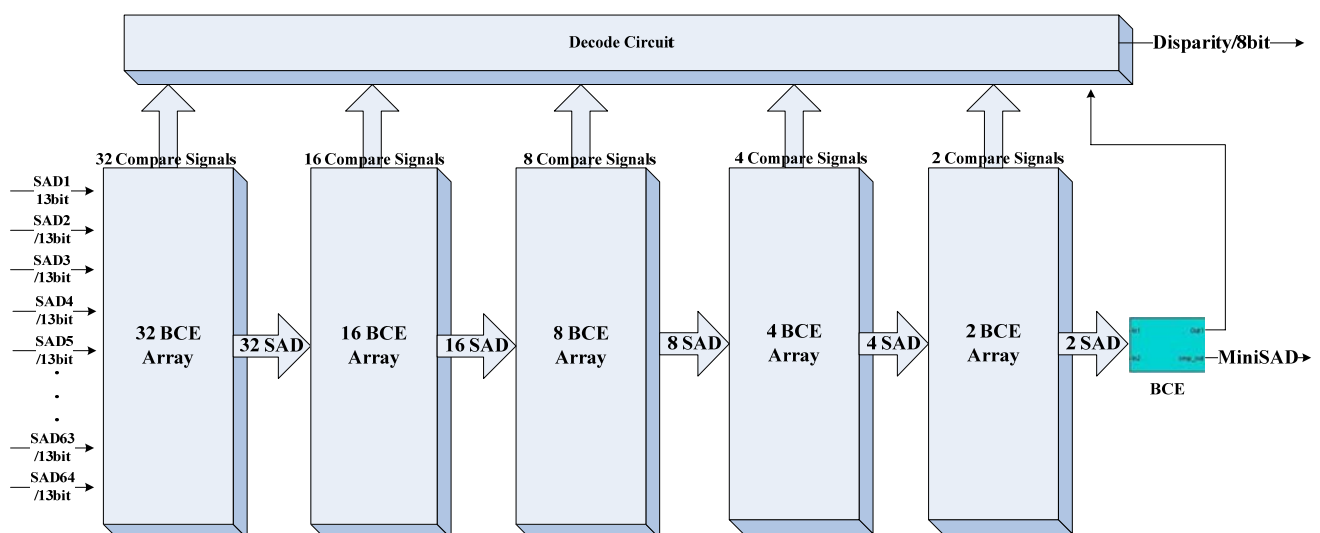 Decode Circuit
Disparity/8bit
32 Compare Signals
16 Compare Signals
8 Compare Signals
4 Compare Signals
2 Compare Signals
SAD1
13bit
SAD2
/13bit
SAD3
/13bit
SAD4
/13bit
SAD5
/13bit
SAD63
/13bit
SAD64
/13bit
32 BCE
Array
32 SAD
16 BCE
Array
16 SAD
8 BCE
Array
8 SAD
4 BCE
Array
4 SAD
2 BCE
Array
2 SAD
MiniSAD
BCE